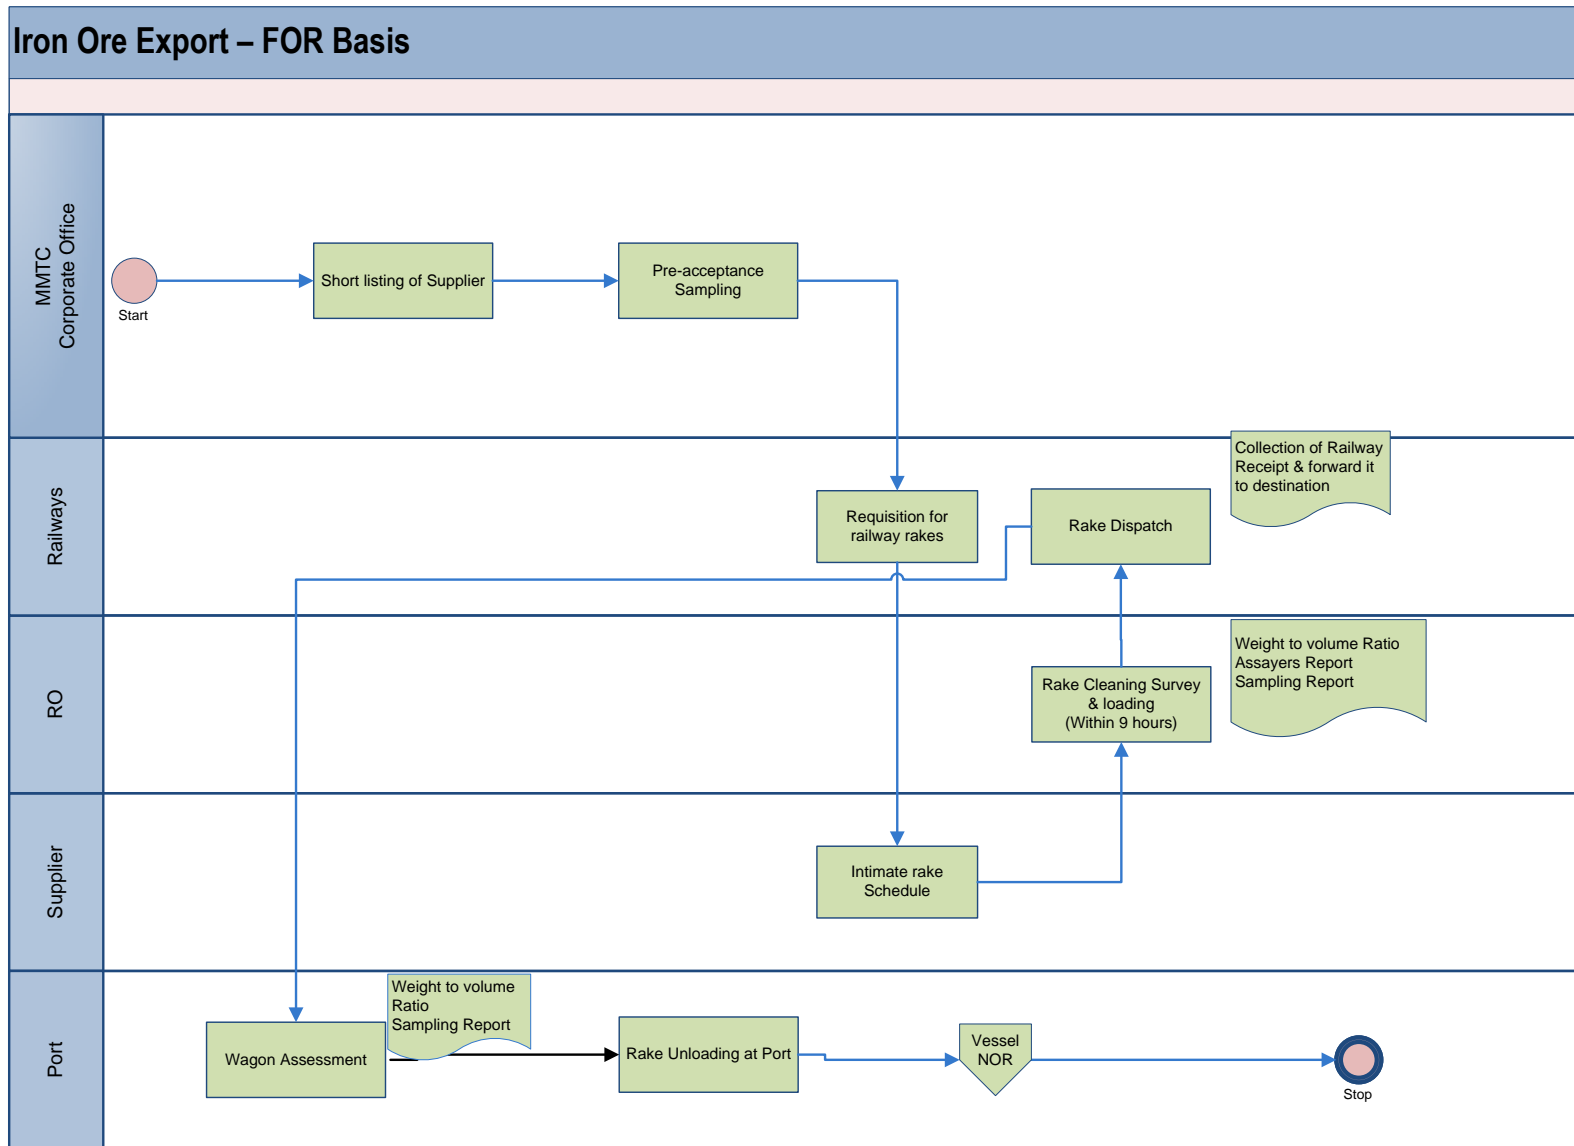 Iron Ore Export – FOR Basis
MMTC
Corporate Office
Start
Short listing of Supplier
Pre-acceptance
Sampling
Railways
Requisition for
railway rakes
Rake Dispatch
Collection of Railway
Receipt & forward it
to destination
RO
Rake Cleaning Survey
& loading
(Within 9 hours)
Weight to volume Ratio
Assayers Report
Sampling Report
Supplier
Intimate rake
Schedule
Port
Wagon Assessment
Weight to volume
Ratio
Sampling Report
Rake Unloading at Port
Vessel
NOR
Stop